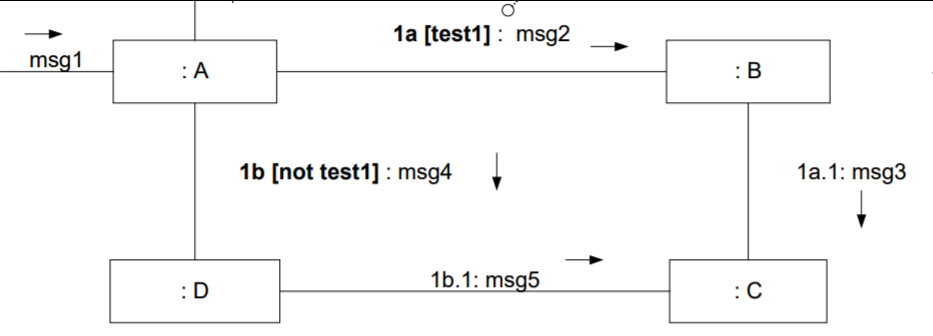 1a [test1] : msg2
msg1
: A
: B
1b [not test1] : msg4
1a.1: msg3
1b.1: msg5
: D
: C